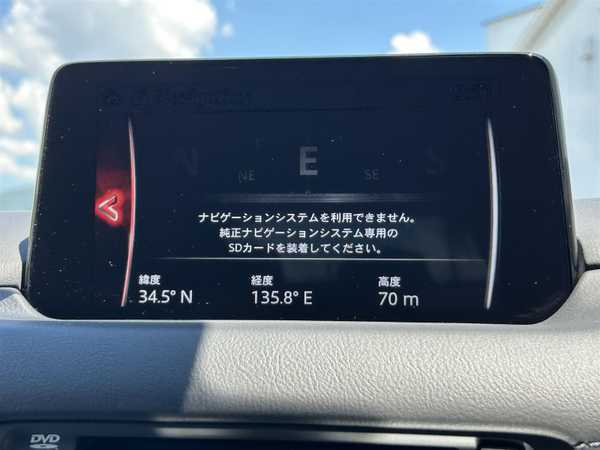 Navigation
N
NE
E
SE
S
ナビゲーションシステムを利用できません。
純正ナビゲーションシステム専用の
SDカードを装着してください。
緯度 経度 高度
34.5° N 135.8° E 70 m
DVD